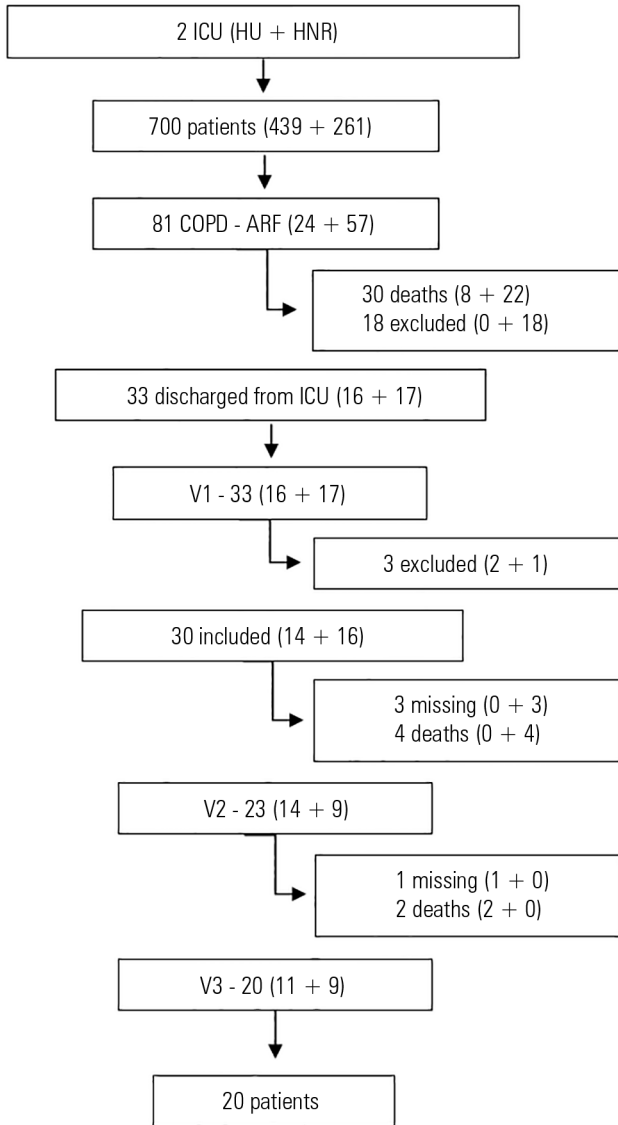 2 ICU (HU + HNR)
700 patients (439 + 261)
81 COPD - ARF (24 + 57)
30 deaths (8 + 22)
18 excluded (0 + 18)
33 discharged from ICU (16 + 17)
V1 - 33 (16 + 17)
3 excluded (2 + 1)
30 included (14 + 16)
3 missing (0 + 3)
4 deaths (0 + 4)
V2 - 23 (14 + 9)
1 missing (1 + 0)
2 deaths (2 + 0)
V3 - 20 (11 + 9)
20 patients